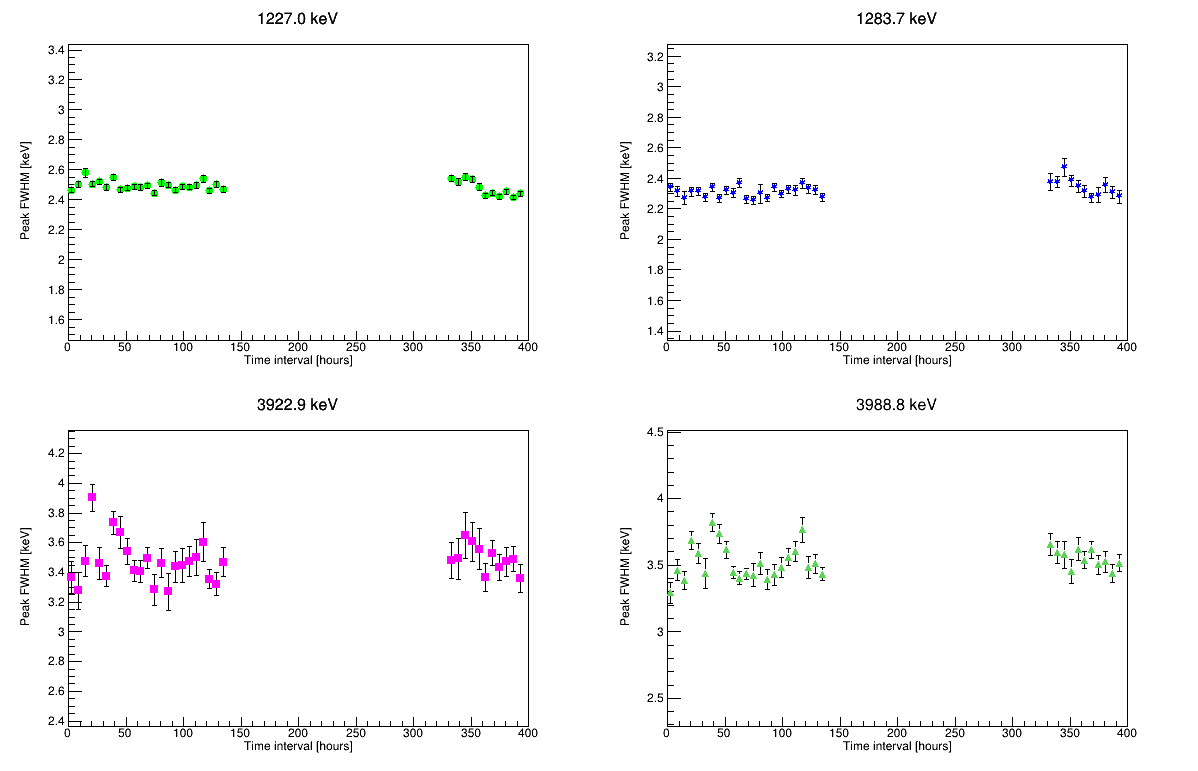 1227.0 keV
Peak FWHM [keV]
3.4
3.2
3
2.8
2.6
2.4
2.2
2
1.8
1.6
0 50 100 150 200 250 300 350 400
Time interval [hours]
1283.7 keV
Peak FWHM [keV]
3.2
3
2.8
2.6
2.4
2.2
2
1.8
1.6
1.4
0 50 100 150 200 250 300 350 400
Time interval [hours]
3922.9 keV
Peak FWHM [keV]
4.2
4
3.8
3.6
3.4
3.2
3
2.8
2.6
2.4
0 50 100 150 200 250 300 350 400
Time interval [hours]
3988.8 keV
Peak FWHM [keV]
4.5
4
3.5
3
2.5
0 50 100 150 200 250 300 350 400
Time interval [hours]